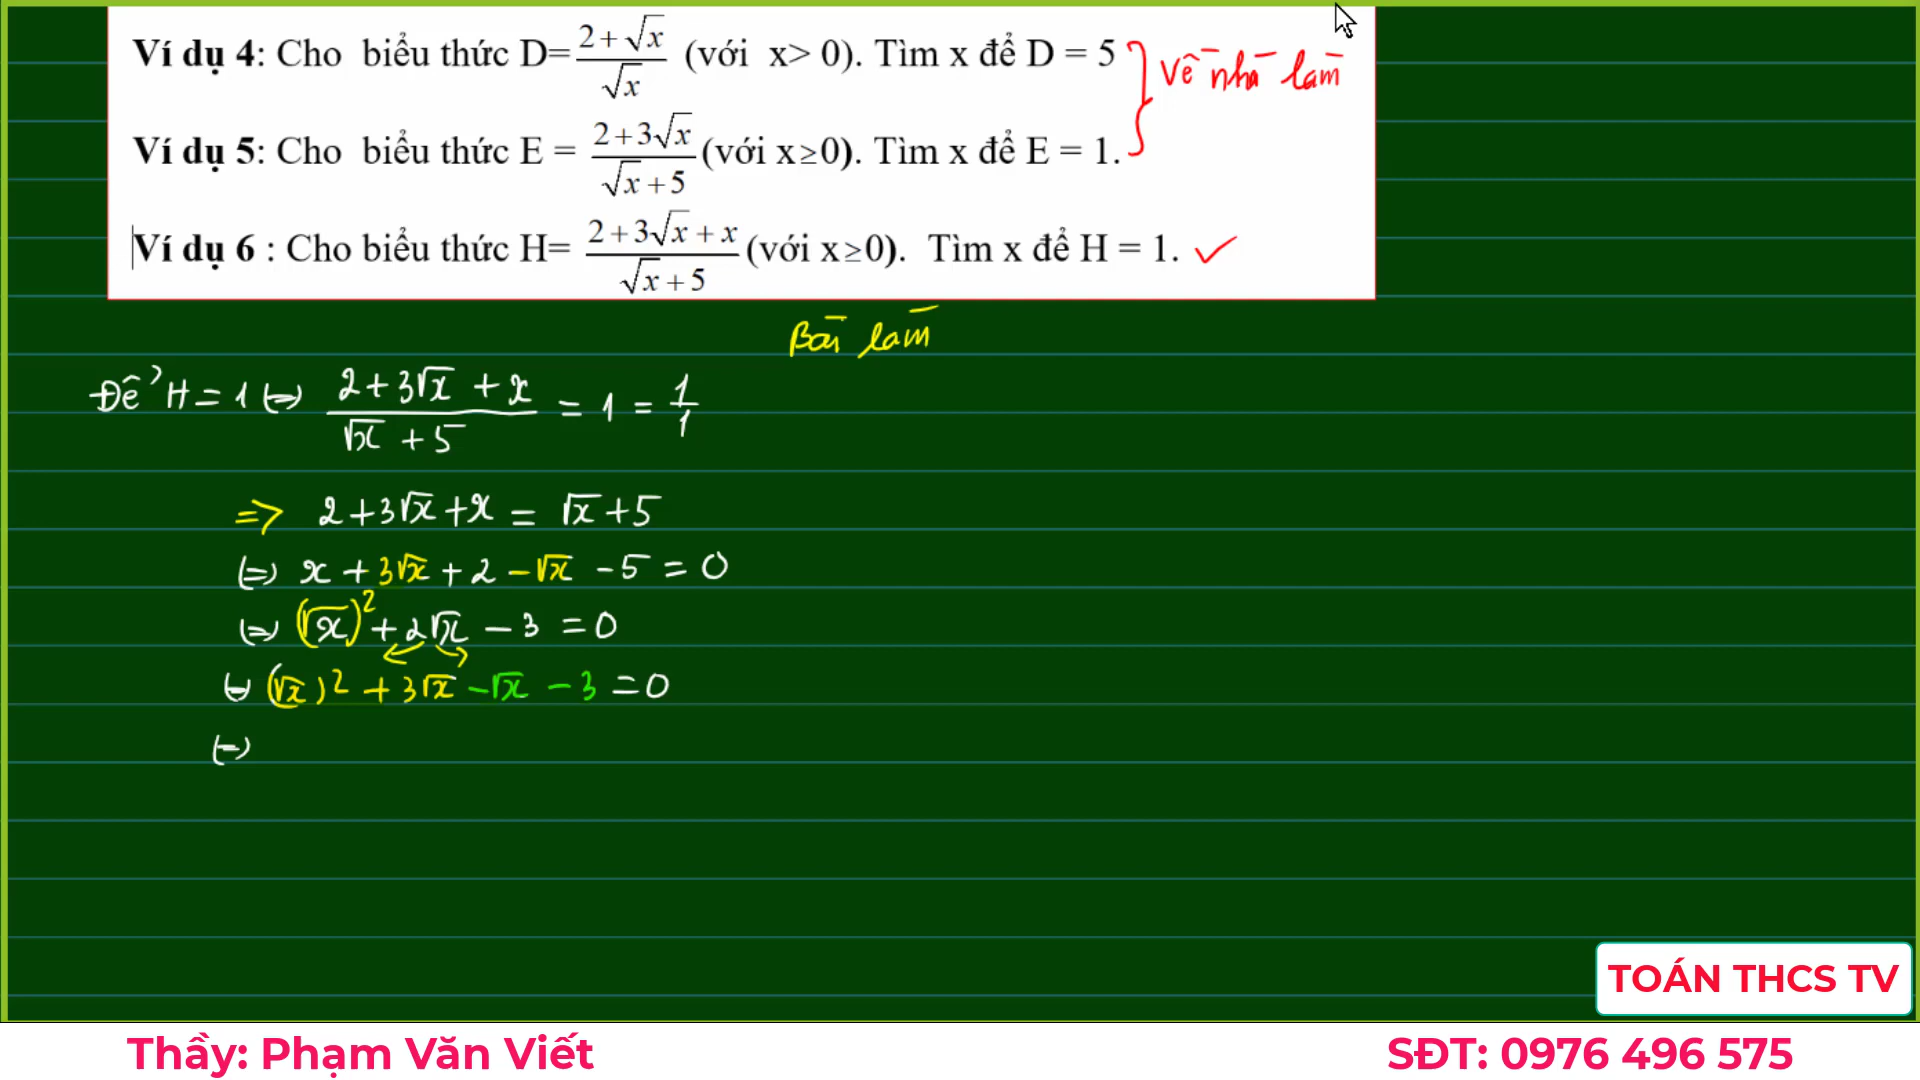 Ví dụ 4: Cho biểu thức D= (2+√x)/√x (với x> 0). Tìm x để D = 5
Về nhà làm
Ví dụ 5: Cho biểu thức E = (2+3√x)/(√x+5) (với x≥0). Tìm x để E = 1.
Ví dụ 6 : Cho biểu thức H= (2+3√x+x)/(√x+5) (với x≥0). Tìm x để H = 1. ✓
Bài làm
Để H = 1 (=) (2+3√x + x)/(√x + 5) = 1 = 1/1
=> 2+3√x+x = √x+5
(=) x + 3√x + 2 - √x - 5 = 0
(=) (√x)² + 2√x - 3 = 0
(=) (√x)² + 3√x - √x - 3 = 0
(=)
TOÁN THCS TV
Thầy: Phạm Văn Viết
SĐT: 0976 496 575